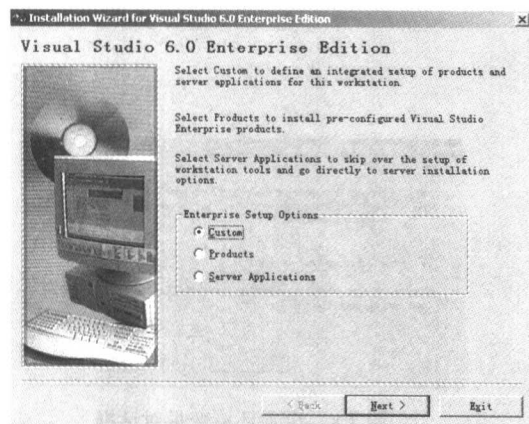 Installation Wizard for Visual Studio 6.0 Enterprise Edition
Visual Studio 6.0 Enterprise Edition
Select Custom to define an integrated setup of products and
server applications for this workstation.
Select Products to install pre-configured Visual Studio
Enterprise products.
Select Server Applications to skip over the setup of
workstation tools and go directly to server installation
options.
Enterprise Setup Options
Custom
Products
Server Applications
< Back
Next >
Exit